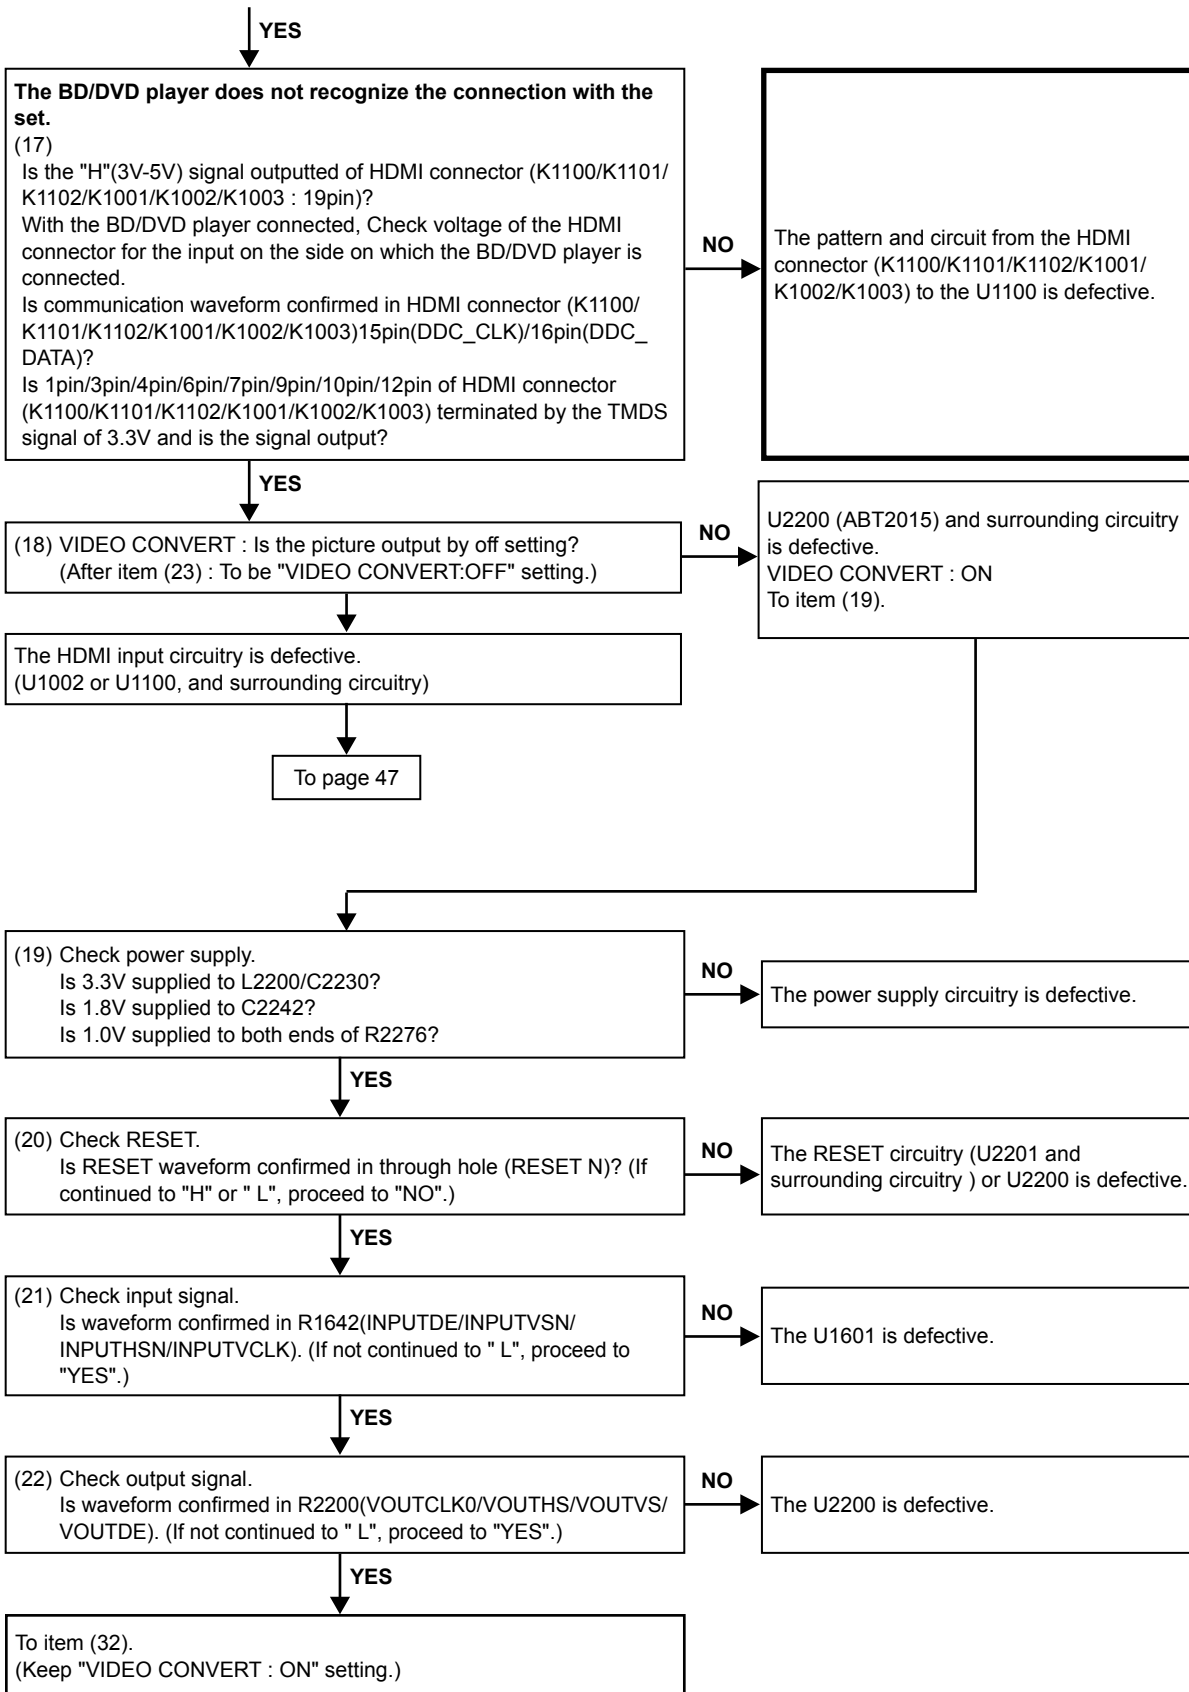 YES
The BD/DVD player does not recognize the connection with the
set.
(17)
Is the "H"(3V-5V) signal outputted of HDMI connector (K1100/K1101/
K1102/K1001/K1002/K1003 : 19pin)?
With the BD/DVD player connected, Check voltage of the HDMI
connector for the input on the side on which the BD/DVD player is
connected.
Is communication waveform confirmed in HDMI connector (K1100/
K1101/K1102/K1001/K1002/K1003)15pin(DDC_CLK)/16pin(DDC_
DATA)?
Is 1pin/3pin/4pin/6pin/7pin/9pin/10pin/12pin of HDMI connector
(K1100/K1101/K1102/K1001/K1002/K1003) terminated by the TMDS
signal of 3.3V and is the signal output?
NO
The pattern and circuit from the HDMI
connector (K1100/K1101/K1102/K1001/
K1002/K1003) to the U1100 is defective.
YES
(18) VIDEO CONVERT : Is the picture output by off setting?
(After item (23) : To be "VIDEO CONVERT:OFF" setting.)
NO
U2200 (ABT2015) and surrounding circuitry
is defective.
VIDEO CONVERT : ON
To item (19).
The HDMI input circuitry is defective.
(U1002 or U1100, and surrounding circuitry)
To page 47
(19) Check power supply.
Is 3.3V supplied to L2200/C2230?
Is 1.8V supplied to C2242?
Is 1.0V supplied to both ends of R2276?
NO
The power supply circuitry is defective.
YES
(20) Check RESET.
Is RESET waveform confirmed in through hole (RESET N)? (If
continued to "H" or " L", proceed to "NO".)
NO
The RESET circuitry (U2201 and
surrounding circuitry ) or U2200 is defective.
YES
(21) Check input signal.
Is waveform confirmed in R1642(INPUTDE/INPUTVSN/
INPUTHSN/INPUTVCLK). (If not continued to " L", proceed to
"YES".)
NO
The U1601 is defective.
YES
(22) Check output signal.
Is waveform confirmed in R2200(VOUTCLK0/VOUTHS/VOUTVS/
VOUTDE). (If not continued to " L", proceed to "YES".)
NO
The U2200 is defective.
YES
To item (32).
(Keep "VIDEO CONVERT : ON" setting.)